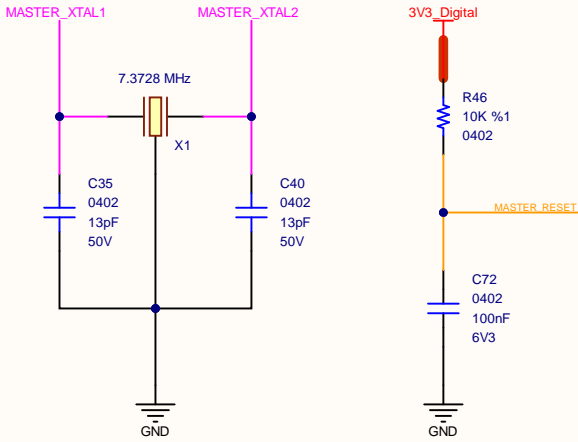 MASTER_XTAL1
MASTER_XTAL2
7.3728 MHz
X1
C35
0402
13pF
50V
C40
0402
13pF
50V
GND
3V3_Digital
R46
10K %1
0402
MASTER_RESET
C72
0402
100nF
6V3
GND